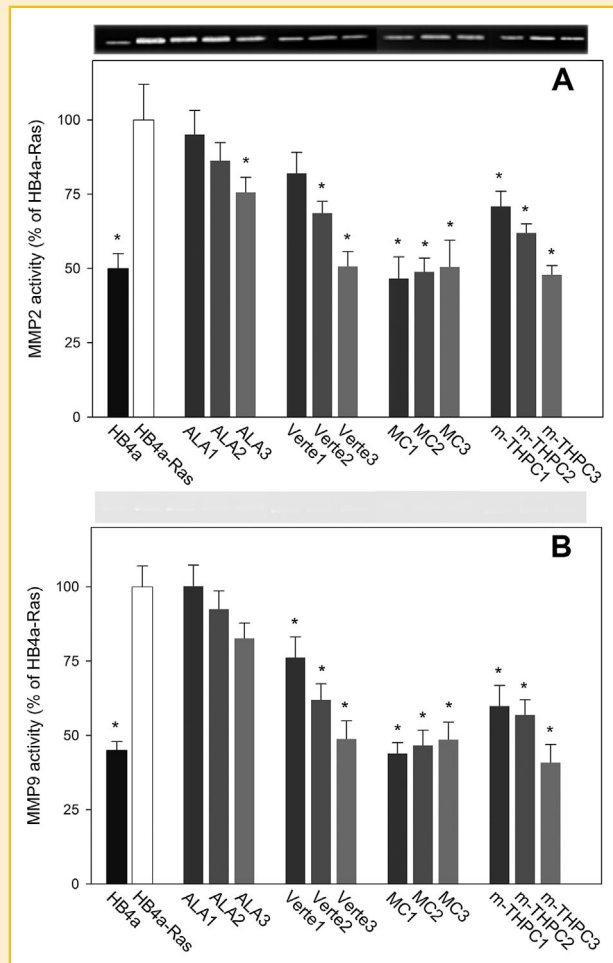 A
MMP2 activity (% of HB4a-Ras)
100
75
50
25
0
* * * * * * * * * *
HB4a HB4a-Ras ALA1 ALA2 ALA3 Verte1 Verte2 Verte3 MC1 MC2 MC3 m-THPC1 m-THPC2 m-THPC3
B
MMP9 activity (% of HB4a-Ras)
100
75
50
25
0
* * * * * * * * * *
HB4a HB4a-Ras ALA1 ALA2 ALA3 Verte1 Verte2 Verte3 MC1 MC2 MC3 m-THPC1 m-THPC2 m-THPC3